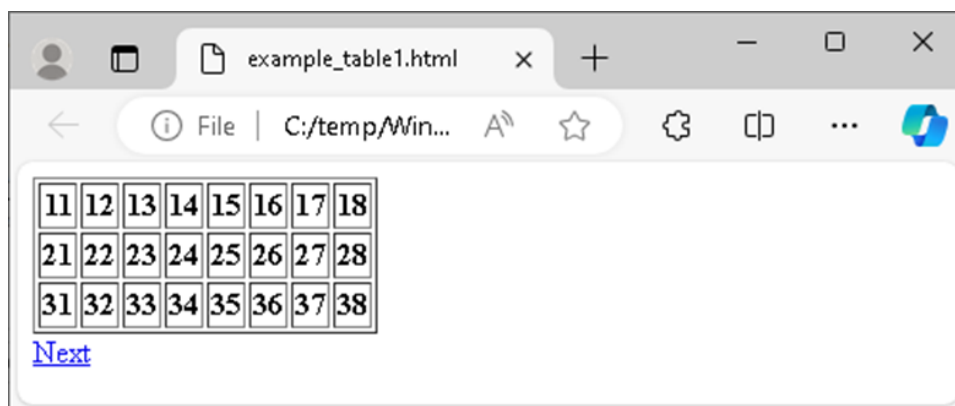 example_table1.html
File | C:/temp/Win...
11 12 13 14 15 16 17 18
21 22 23 24 25 26 27 28
31 32 33 34 35 36 37 38
Next